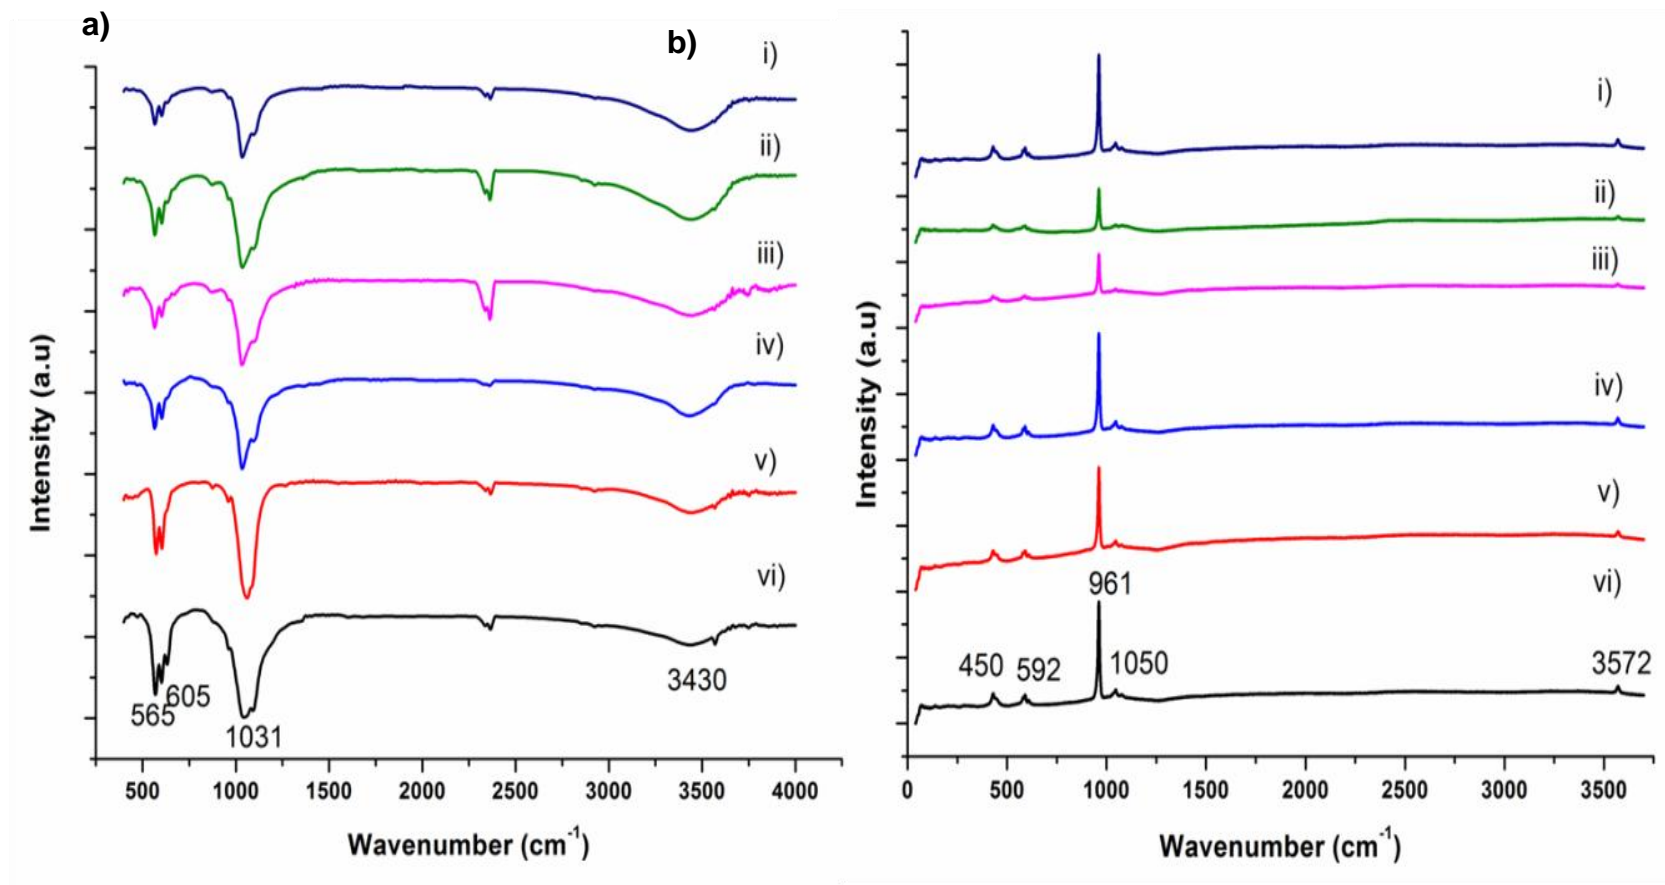 a)
i)
ii)
iii)
iv)
v)
vi)
565
605
1031
3430
Intensity (a.u)
500 1000 1500 2000 2500 3000 3500 4000
Wavenumber (cm⁻¹)
b)
i)
ii)
iii)
iv)
v)
vi)
961
450
592
1050
3572
Intensity (a.u)
0 500 1000 1500 2000 2500 3000 3500
Wavenumber (cm⁻¹)